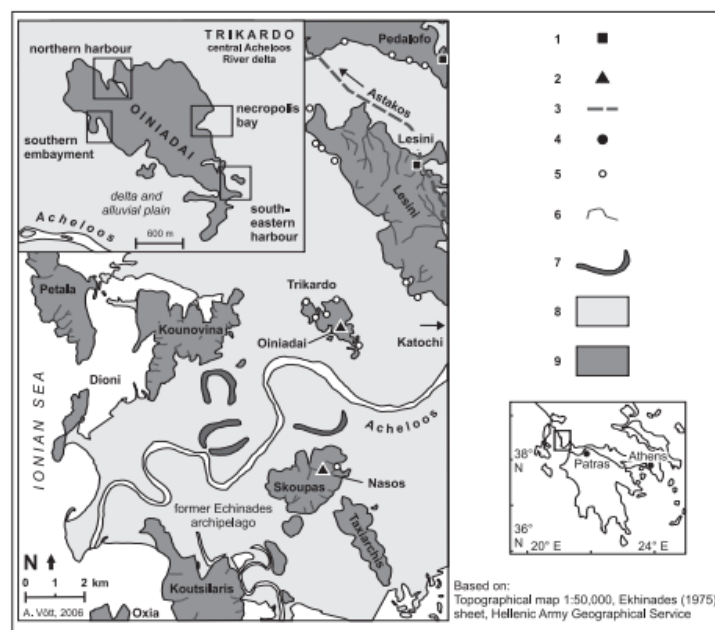 TRIKARDO
central Acheloos
River delta
northern harbour
OINIADAI
necropolis
bay
southern
embayment
delta and
alluvial plain
south-
eastern
harbour
Acheloos
600 m
Pedalofo
Astakos
Lesini
Lesini
Petala
Kounovina
Trikardo
Oiniadai
Katochi
Dioni
IONIAN SEA
Acheloos
Nasos
Skoupas
former Echinades
archipelago
Taxiarchis
Koutsilaris
Oxia
N
0 1 2 km
A. Vött, 2006
1
2
3
4
5
6
7
8
9
38°
N
Patras
Athens
36°
N
20° E
24° E
Based on:
Topographical map 1:50,000, Ekhinades (1975)
sheet, Hellenic Army Geographical Service